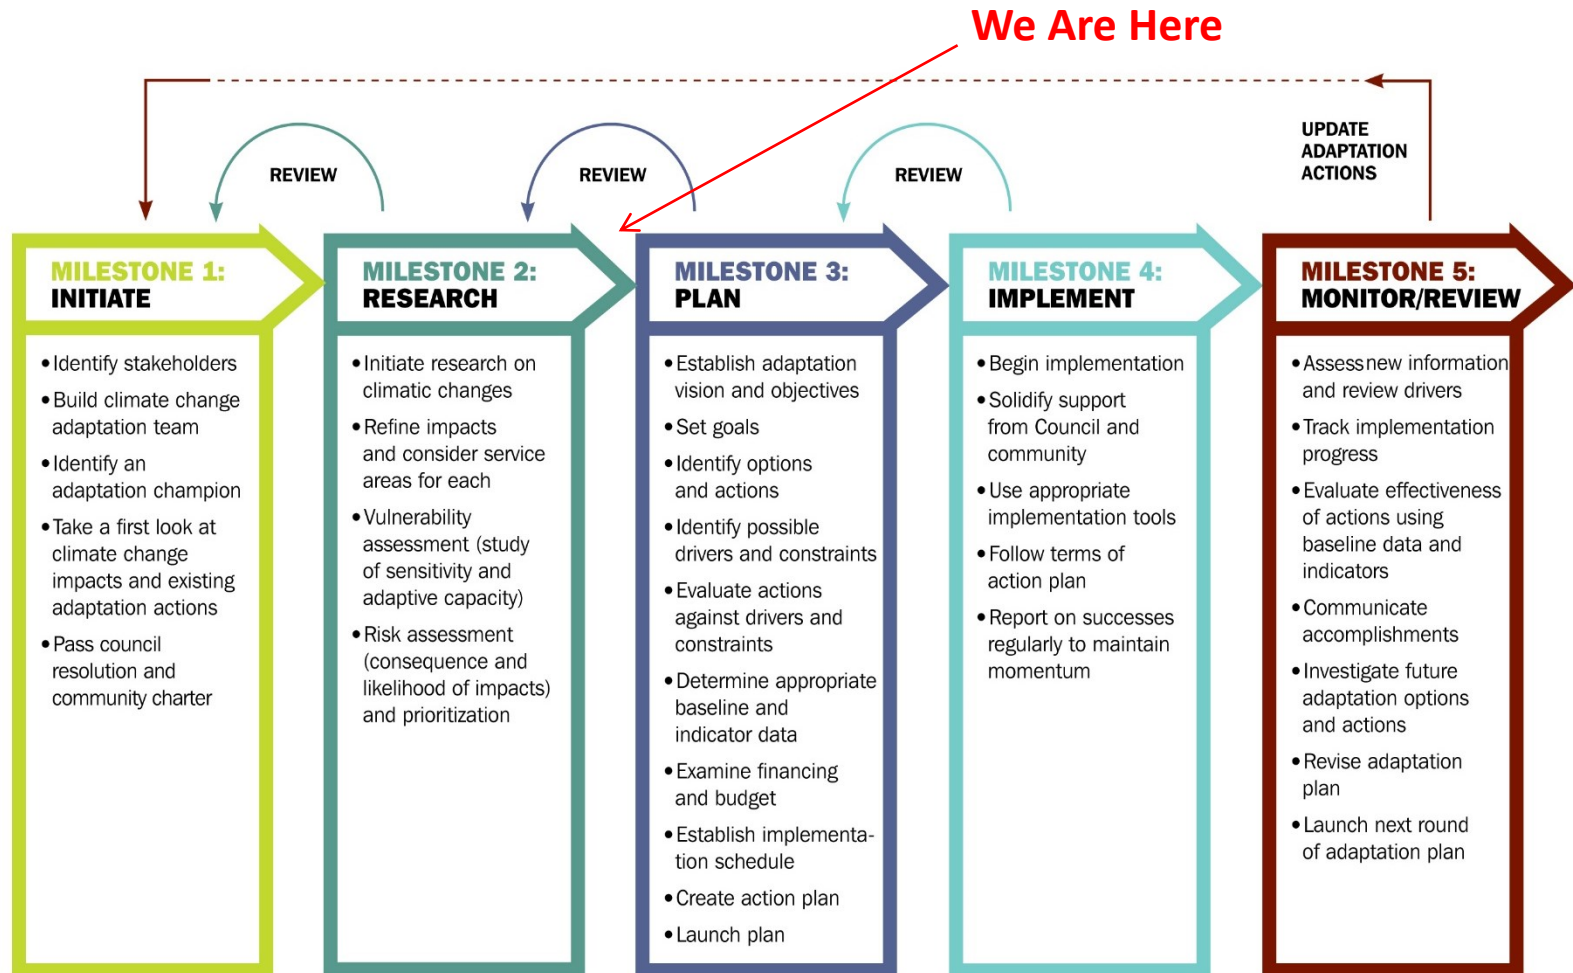 We Are Here
UPDATE
ADAPTATION
ACTIONS
REVIEW
REVIEW
REVIEW
MILESTONE 1:
INITIATE
• Identify stakeholders
• Build climate change
adaptation team
• Identify an
adaptation champion
• Take a first look at
climate change
impacts and existing
adaptation actions
• Pass council
resolution and
community charter
MILESTONE 2:
RESEARCH
• Initiate research on
climatic changes
• Refine impacts
and consider service
areas for each
• Vulnerability
assessment (study
of sensitivity and
adaptive capacity)
• Risk assessment
(consequence and
likelihood of impacts)
and prioritization
MILESTONE 3:
PLAN
• Establish adaptation
vision and objectives
• Set goals
• Identify options
and actions
• Identify possible
drivers and constraints
• Evaluate actions
against drivers and
constraints
• Determine appropriate
baseline and
indicator data
• Examine financing
and budget
• Establish implementa-
tion schedule
• Create action plan
• Launch plan
MILESTONE 4:
IMPLEMENT
• Begin implementation
• Solidify support
from Council and
community
• Use appropriate
implementation tools
• Follow terms of
action plan
• Report on successes
regularly to maintain
momentum
MILESTONE 5:
MONITOR/REVIEW
• Assess new information
and review drivers
• Track implementation
progress
• Evaluate effectiveness
of actions using
baseline data and
indicators
• Communicate
accomplishments
• Investigate future
adaptation options
and actions
• Revise adaptation
plan
• Launch next round
of adaptation plan